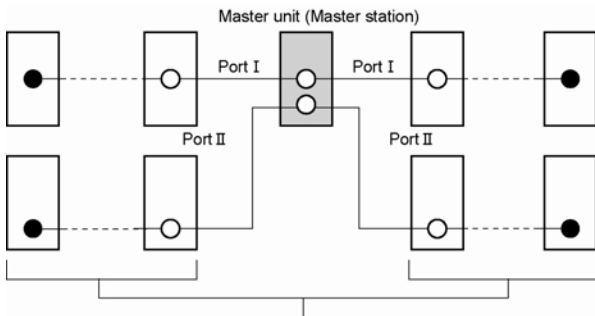 Master unit (Master station)
Port I Port I
Port II Port II